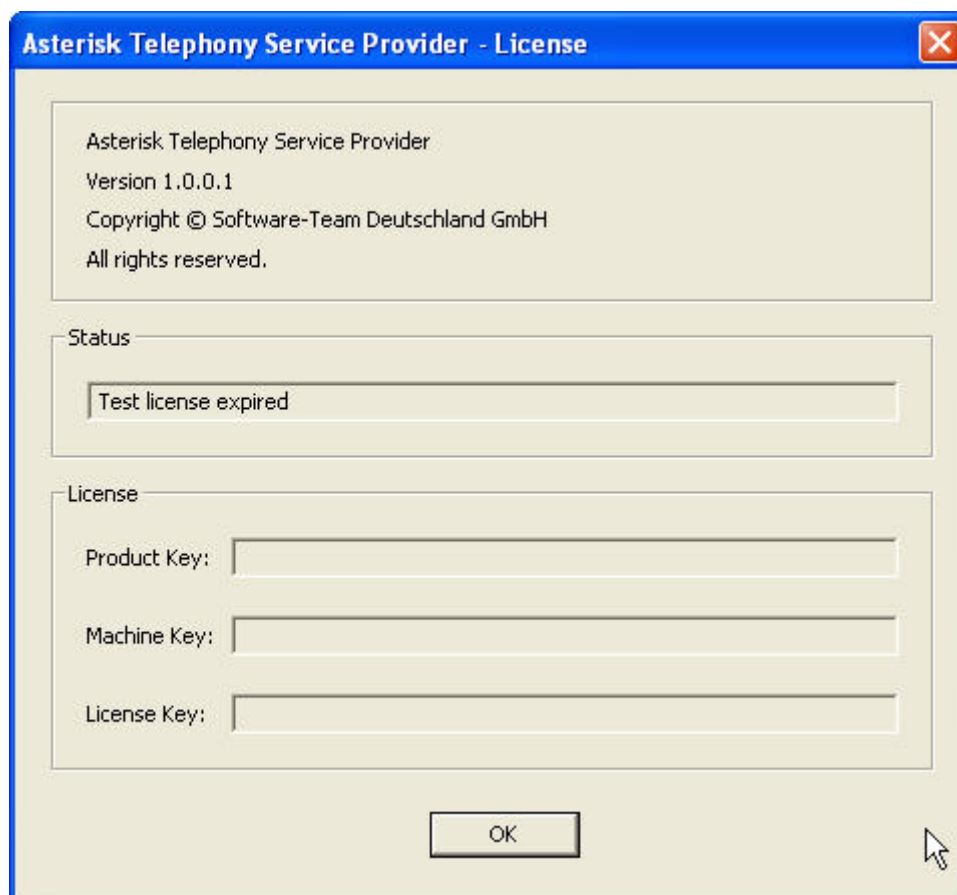 Asterisk Telephony Service Provider - License
Asterisk Telephony Service Provider
Version 1.0.0.1
Copyright © Software-Team Deutschland GmbH
All rights reserved.
Status
Test license expired
License
Product Key:
Machine Key:
License Key:
OK